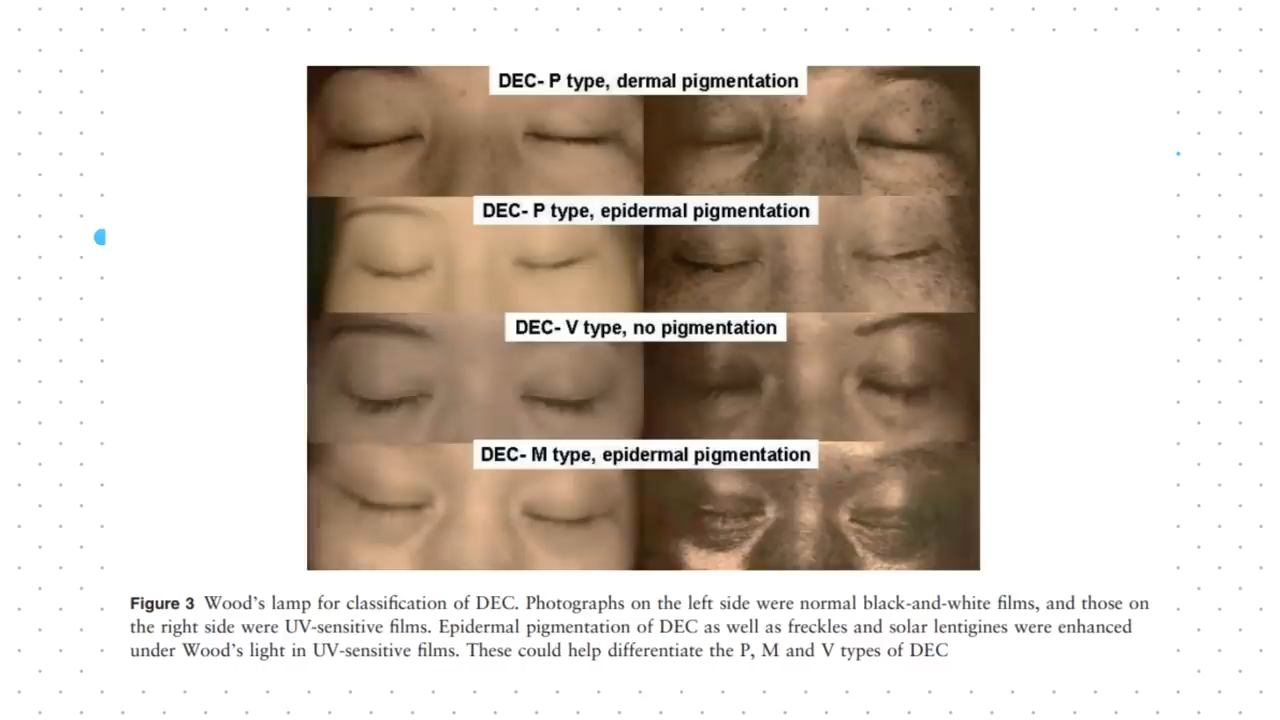 DEC- P type, dermal pigmentation
DEC- P type, epidermal pigmentation
DEC- V type, no pigmentation
DEC- M type, epidermal pigmentation
Figure 3 Wood's lamp for classification of DEC. Photographs on the left side were normal black-and-white films, and those on
the right side were UV-sensitive films. Epidermal pigmentation of DEC as well as freckles and solar lentigines were enhanced
under Wood's light in UV-sensitive films. These could help differentiate the P, M and V types of DEC